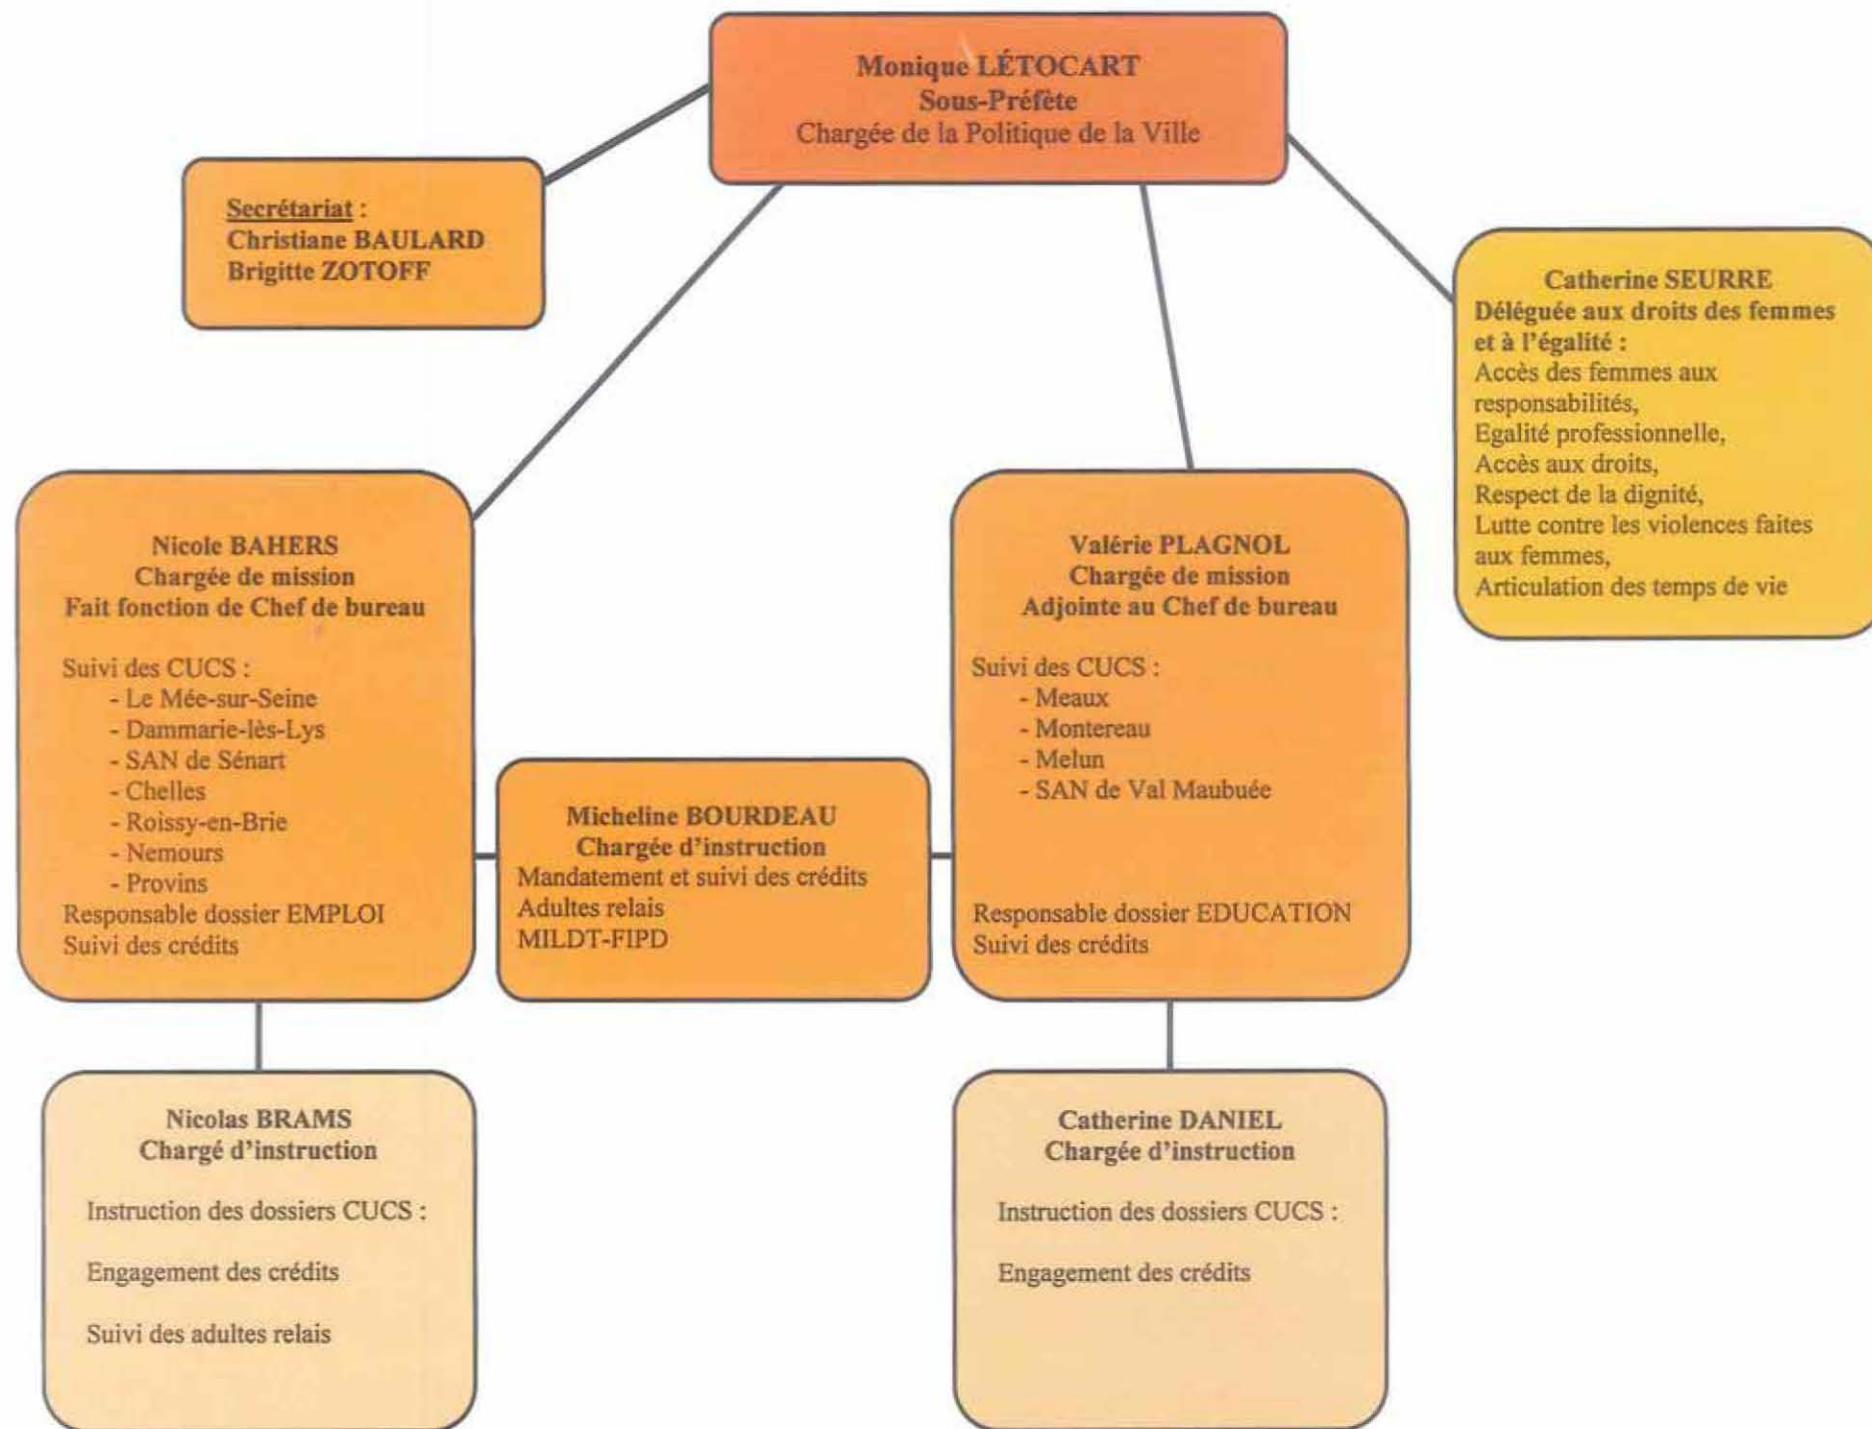 Monique LÉTOCART
Sous-Préfète
Chargée de la Politique de la Ville
Secrétariat :
Christiane BAULARD
Brigitte ZOTOFF
Catherine SEURRE
Déléguée aux droits des femmes
et à l'égalité :
Accès des femmes aux
responsabilités,
Egalité professionnelle,
Accès aux droits,
Respect de la dignité,
Lutte contre les violences faites
aux femmes,
Articulation des temps de vie
Nicole BAHERS
Chargée de mission
Fait fonction de Chef de bureau
Suivi des CUCS :
- Le Mée-sur-Seine
- Dammarie-lès-Lys
- SAN de Sénart
- Chelles
- Roissy-en-Brie
- Nemours
- Provins
Responsable dossier EMPLOI
Suivi des crédits
Micheline BOURDEAU
Chargée d'instruction
Mandatement et suivi des crédits
Adultes relais
MILDT-FIPD
Valérie PLAGNOL
Chargée de mission
Adjointe au Chef de bureau
Suivi des CUCS :
- Meaux
- Montereau
- Melun
- SAN de Val Maubuée
Responsable dossier EDUCATION
Suivi des crédits
Nicolas BRAMS
Chargé d'instruction
Instruction des dossiers CUCS :
Engagement des crédits
Suivi des adultes relais
Catherine DANIEL
Chargée d'instruction
Instruction des dossiers CUCS :
Engagement des crédits